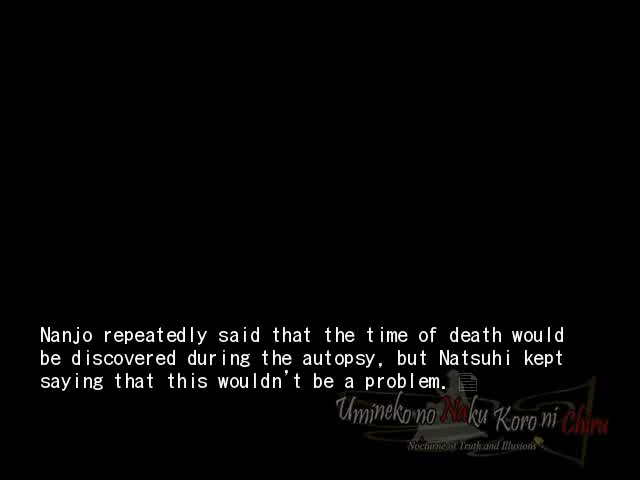 Nanjo repeatedly said that the time of death would
be discovered during the autopsy, but Natsuhi kept
saying that this wouldn't be a problem.
Umineko no Naku Koro ni Chiru
Nocturne of Truth and Illusions